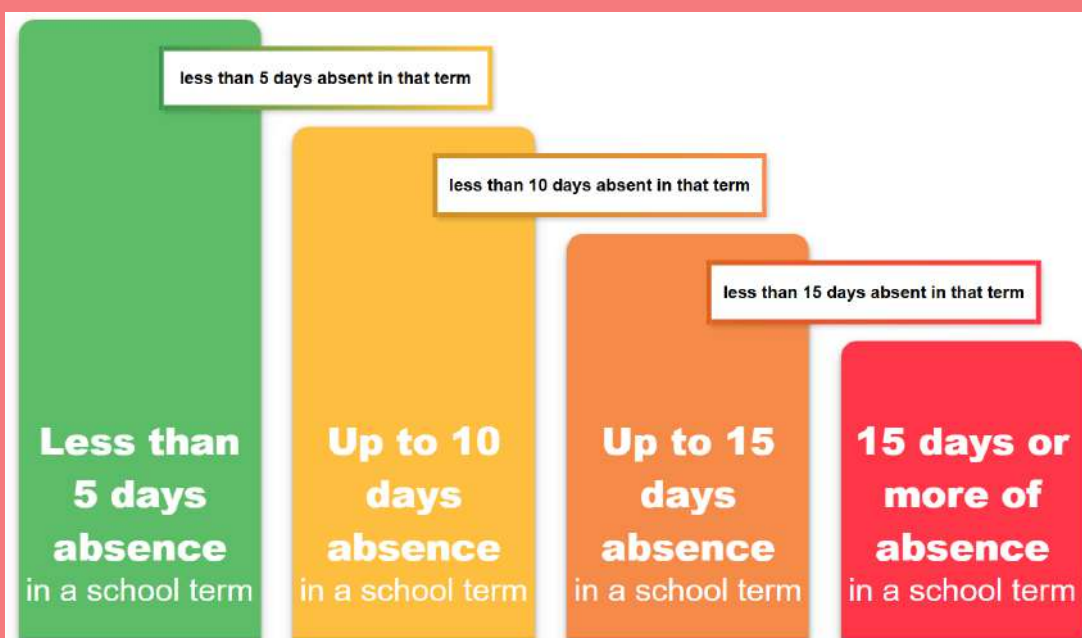 less than 5 days absent in that term
less than 10 days absent in that term
less than 15 days absent in that term
Less than
5 days
absence
in a school term
Up to 10
days
absence
in a school term
Up to 15
days
absence
in a school term
15 days or
more of
absence
in a school term